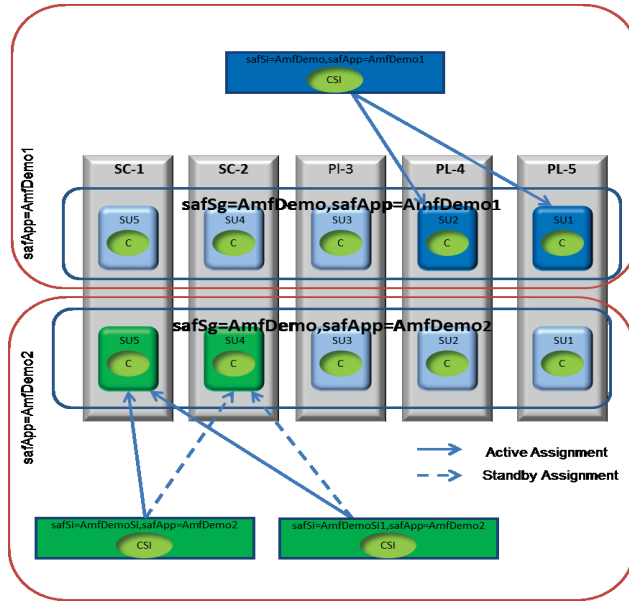 safSi=AmfDemo,safApp=AmfDemo1
CSI
safApp=AmfDemo1
SC-1 SC-2 Pl-3 PL-4 PL-5
safSg=AmfDemo,safApp=AmfDemo1
SU5 SU4 SU3 SU2 SU1
C C C C C
safApp=AmfDemo2
safSg=AmfDemo,safApp=AmfDemo2
SU5 SU4 SU3 SU2 SU1
C C C C C
Active Assignment
Standby Assignment
safSi=AmfDemoSi,safApp=AmfDemo2 safSi=AmfDemoSi1,safApp=AmfDemo2
CSI CSI